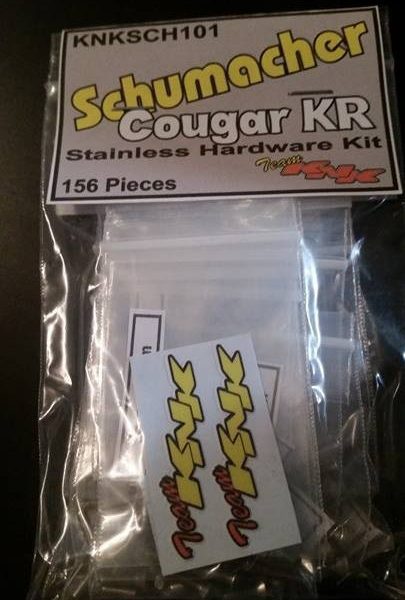 KNKSCH101
Schumacher
Cougar KR
Stainless Hardware Kit
156 Pieces
Team KNK
Team KNK
Team KNK